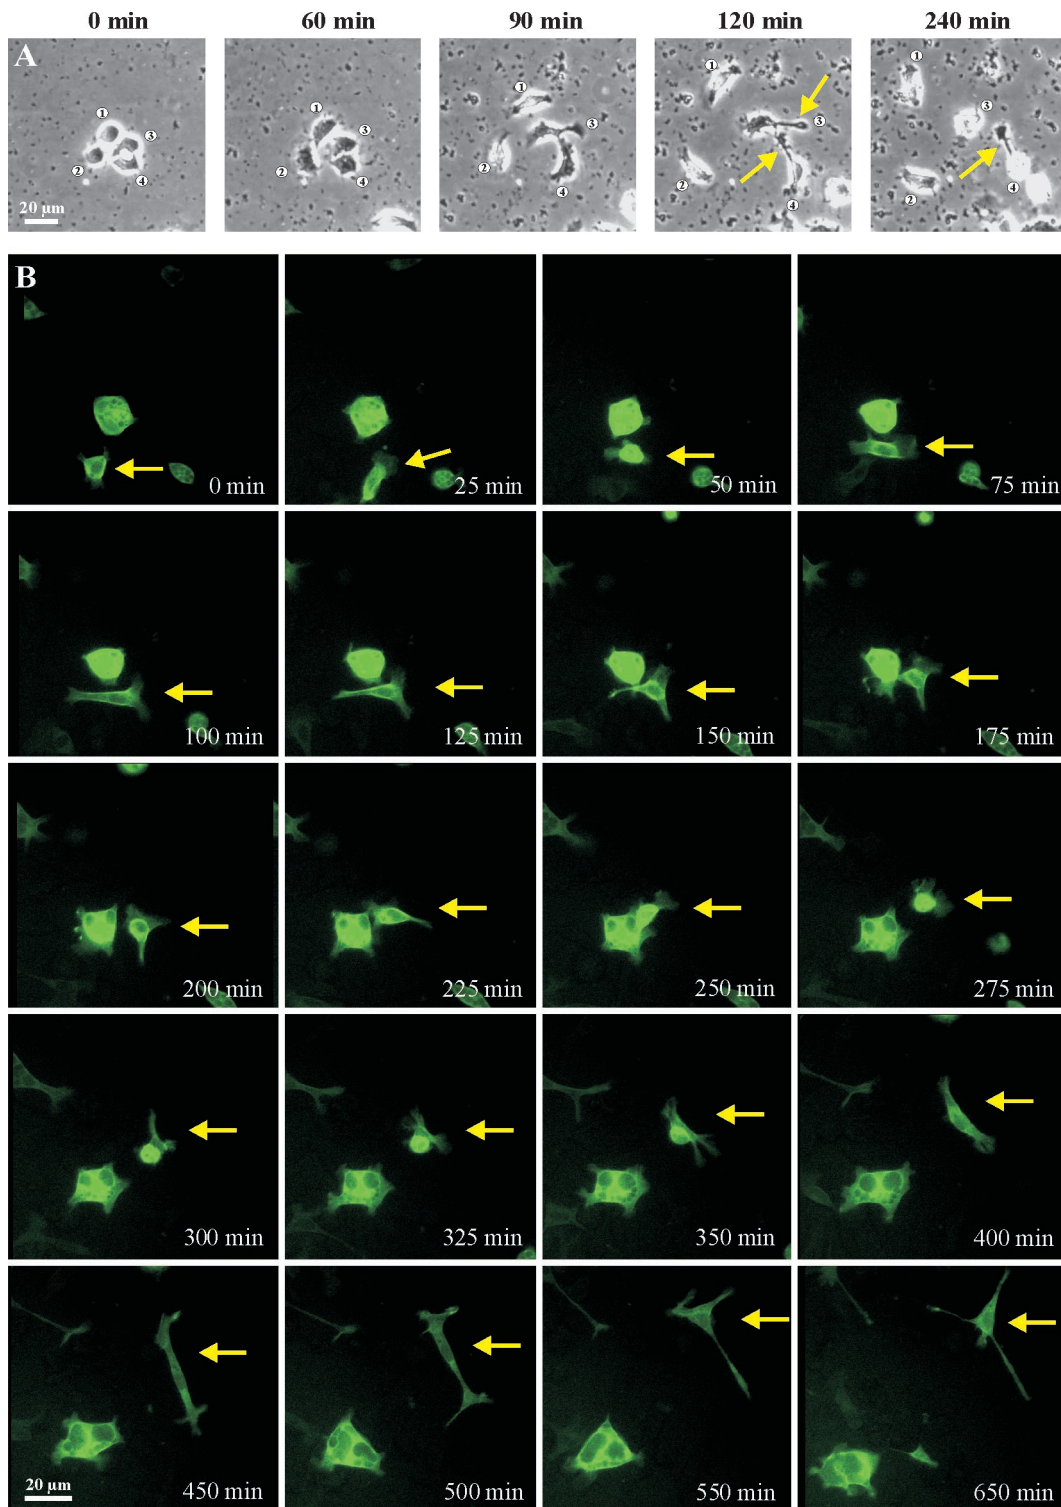 0 min 60 min 90 min 120 min 240 min
A
① ③ ② ④ 20 µm
① ③ ② ④
① ③ ② ④
① ③ ② ④
① ③ ② ④
B
0 min 25 min 50 min 75 min
100 min 125 min 150 min 175 min
200 min 225 min 250 min 275 min
300 min 325 min 350 min 400 min
20 µm
450 min 500 min 550 min 650 min